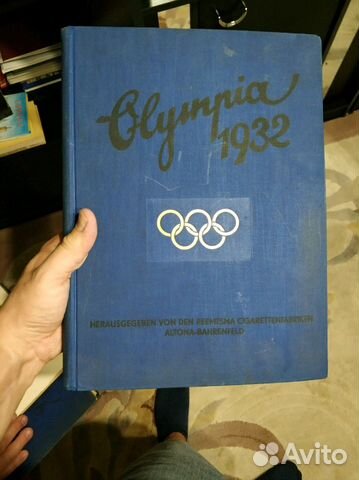 Olympia
1932
HERAUSGEGEBEN VON DEN REEMTSMA CIGARETTENFABRIKEN
ALTONA-BAHRENFELD
Avito